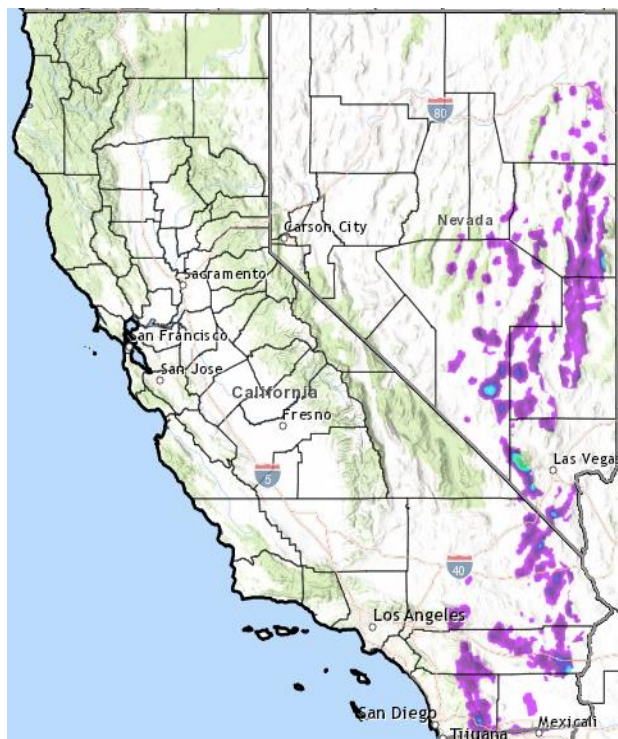 80
Nevada
Carson City
Sacramento
San Francisco
San Jose
California
Fresno
5
Las Vega
40
Los Angeles
San Diego
Tijuana
Mexicali